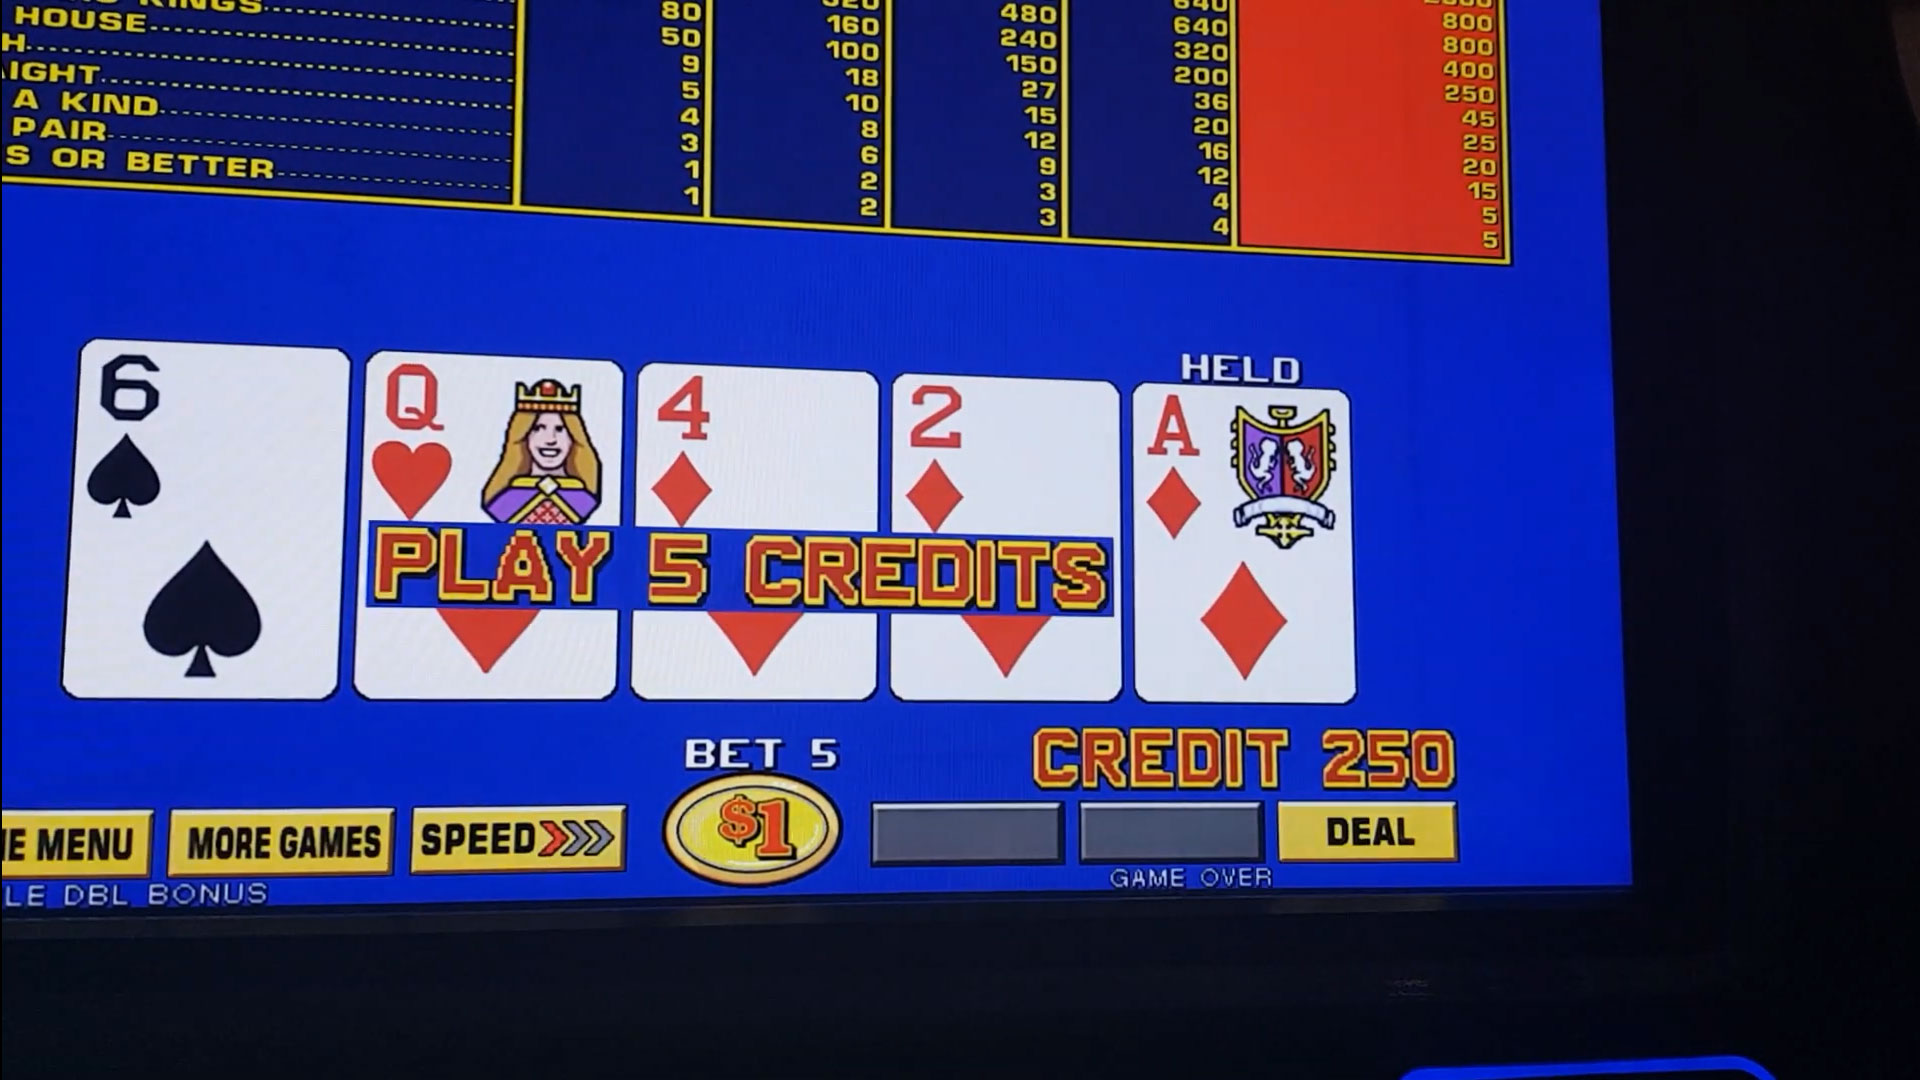 800
480 640 800
80 160 240 320 400
KINGS 50 100 150 200 250
HOUSE 9 18 27 36 45
H 5 10 15 20 25
IGHT 4 8 12 16 20
A KIND 3 6 9 12 15
PAIR 1 2 3 4 5
S OR BETTER 1 2 3 4 5
HELD
6 Q 4 2 A
PLAY 5 CREDITS
BET 5
CREDIT 250
E MENU
MORE GAMES
SPEED
$1
DEAL
LE DBL BONUS
GAME OVER